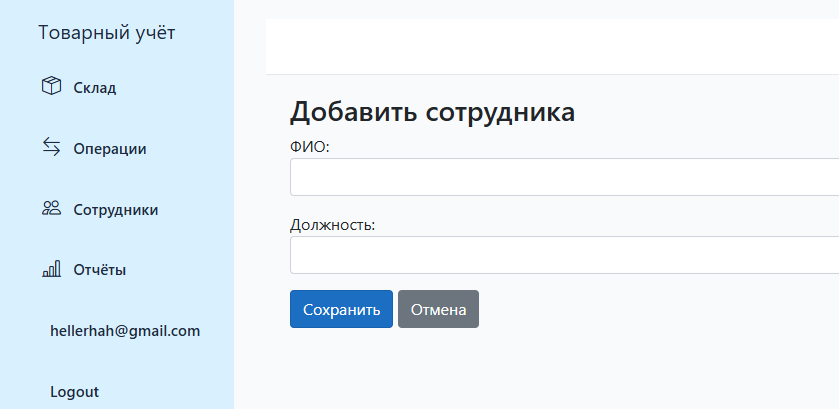 Товарный учёт
Склад
Операции
Сотрудники
Отчёты
hellerhah@gmail.com
Logout
Добавить сотрудника
ФИО:
Должность:
Сохранить Отмена